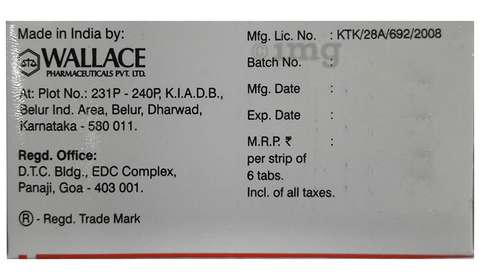 Made in India by:
WALLACE
PHARMACEUTICALS PVT. LTD.
At: Plot No.: 231P - 240P, K.I.A.D.B.,
Belur Ind. Area, Belur, Dharwad,
Karnataka - 580 011.
Regd. Office:
D.T.C. Bldg., EDC Complex,
Panaji, Goa - 403 001.
® - Regd. Trade Mark
Mfg. Lic. No. : KTK/28A/692/2008
Batch No. :
Mfg. Date :
Exp. Date :
M.R.P. ₹ :
per strip of
6 tabs.
Incl. of all taxes.
1mg